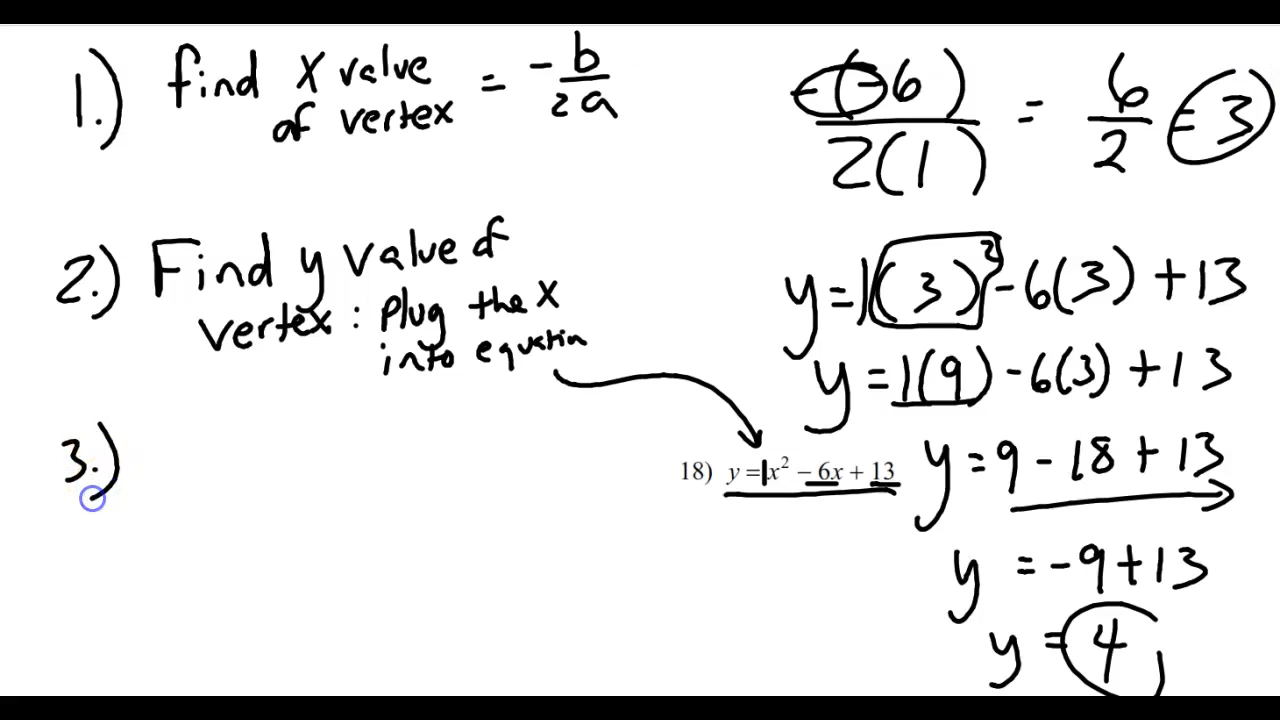 1.) find x value = -b/2a
of vertex
-(-6)/2(1) = 6/2 = 3
2.) Find y value of
vertex : plug the x
into equatin
y=1(3)²-6(3)+13
y=1(9)-6(3)+13
18) y=1x²-6x+13
y=9-18+13
y=-9+13
y=4
3.)